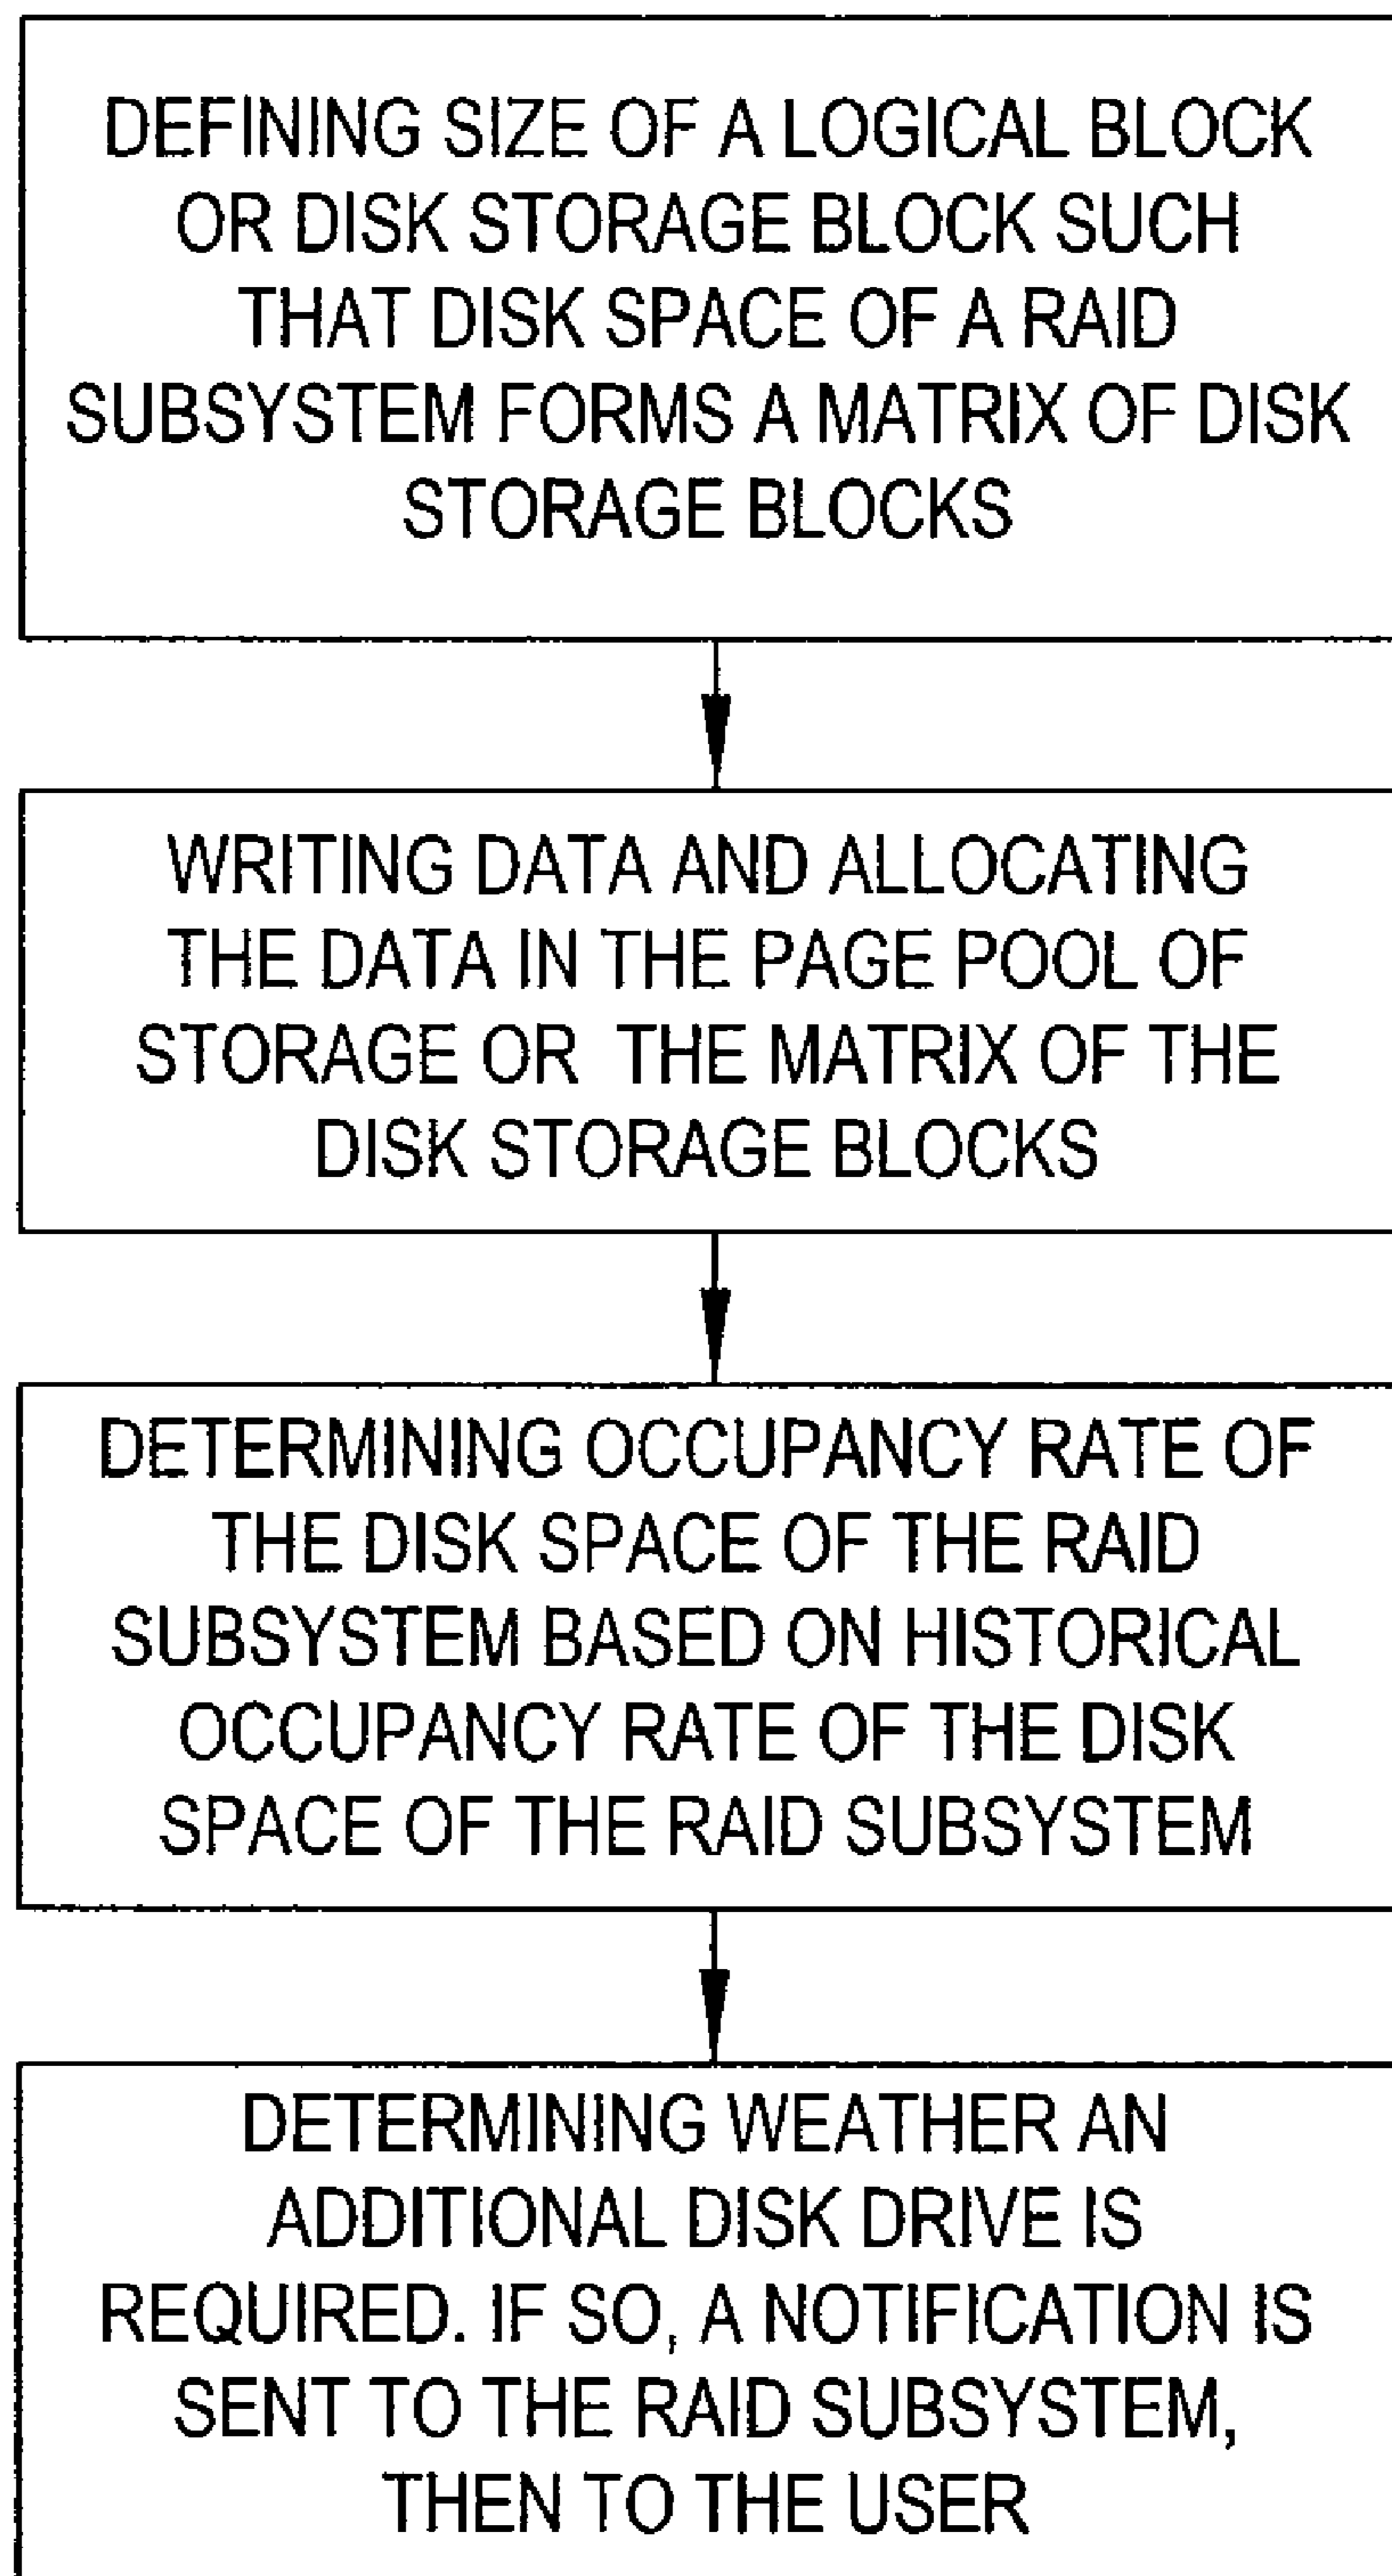 DEFINING SIZE OF A LOGICAL BLOCK
OR DISK STORAGE BLOCK SUCH
THAT DISK SPACE OF A RAID
SUBSYSTEM FORMS A MATRIX OF DISK
STORAGE BLOCKS
WRITING DATA AND ALLOCATING
THE DATA IN THE PAGE POOL OF
STORAGE OR THE MATRIX OF THE
DISK STORAGE BLOCKS
DETERMINING OCCUPANCY RATE OF
THE DISK SPACE OF THE RAID
SUBSYSTEM BASED ON HISTORICAL
OCCUPANCY RATE OF THE DISK
SPACE OF THE RAID SUBSYSTEM
DETERMINING WEATHER AN
ADDITIONAL DISK DRIVE IS
REQUIRED. IF SO, A NOTIFICATION IS
SENT TO THE RAID SUBSYSTEM,
THEN TO THE USER